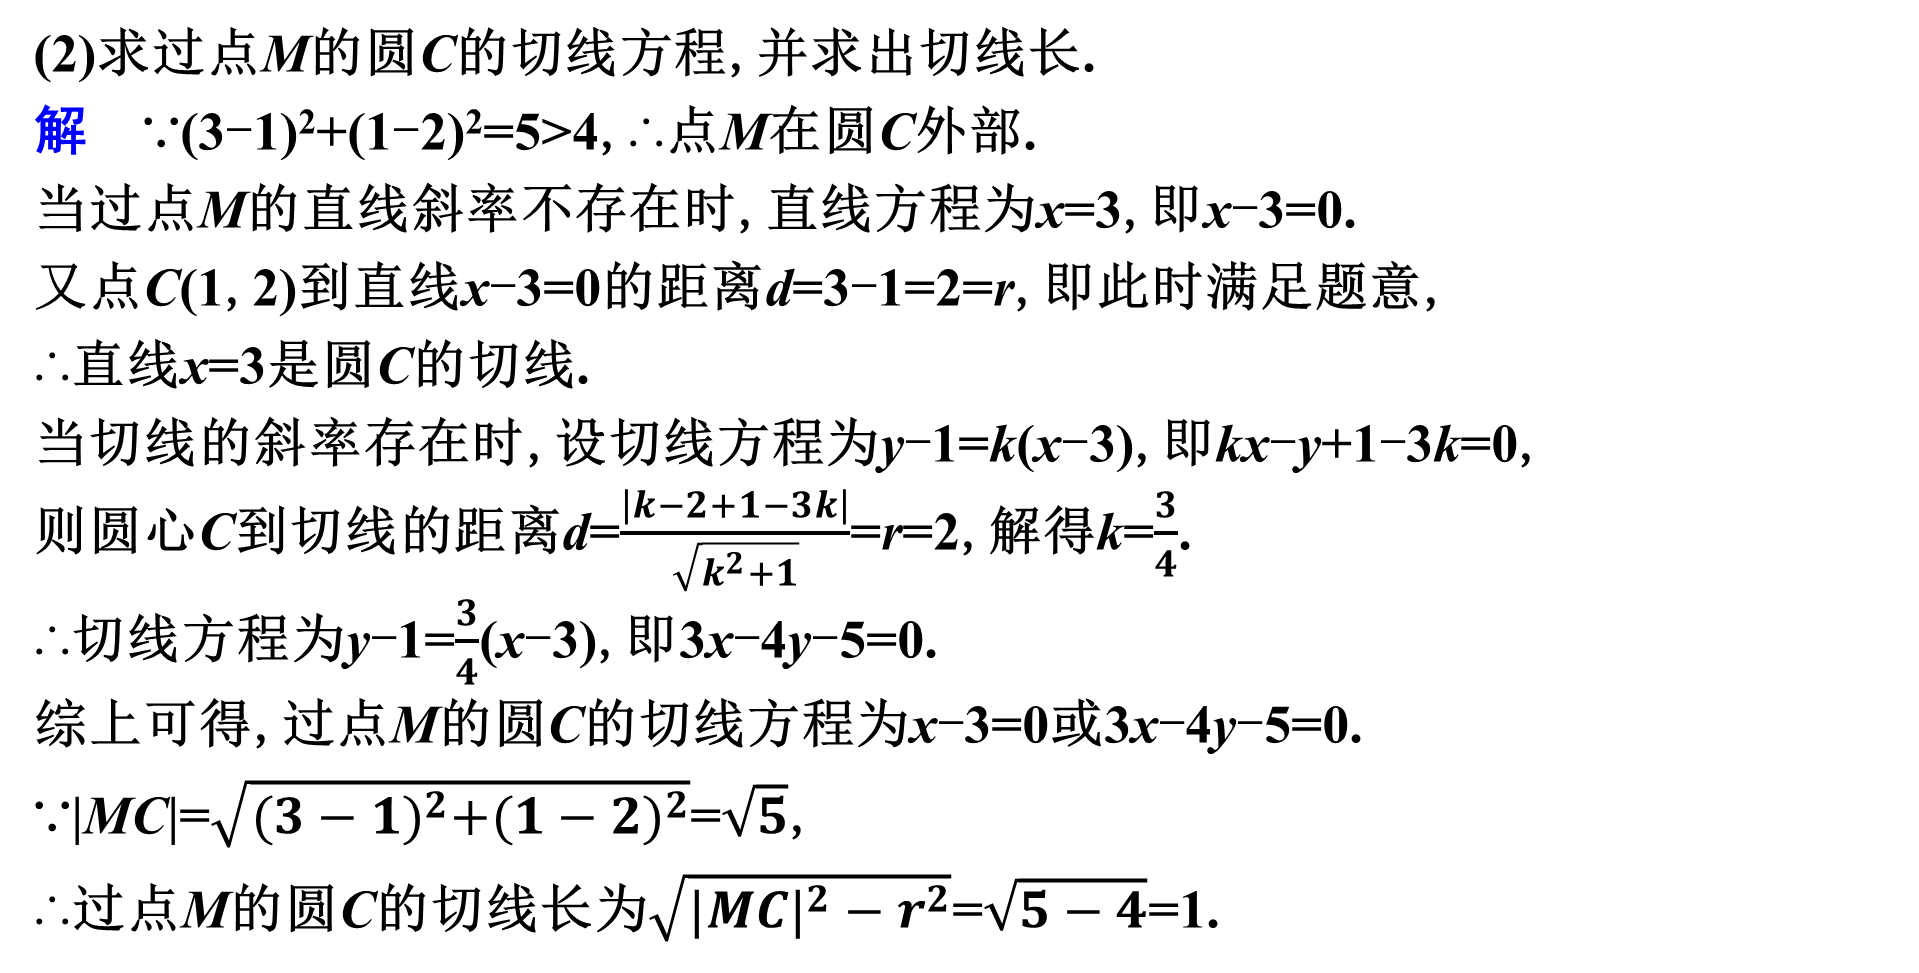 (2)求过点M的圆C的切线方程,并求出切线长.
解 ∵(3−1)²+(1−2)²=5>4,∴点M在圆C外部.
当过点M的直线斜率不存在时,直线方程为x=3,即x−3=0.
又点C(1,2)到直线x−3=0的距离d=3−1=2=r,即此时满足题意,
∴直线x=3是圆C的切线.
当切线的斜率存在时,设切线方程为y−1=k(x−3),即kx−y+1−3k=0,
则圆心C到切线的距离d=|k−2+1−3k|/√(k²+1)=r=2,解得k=3/4.
∴切线方程为y−1=3/4(x−3),即3x−4y−5=0.
综上可得,过点M的圆C的切线方程为x−3=0或3x−4y−5=0.
∵|MC|=√((3−1)²+(1−2)²)=√5,
∴过点M的圆C的切线长为√(|MC|²−r²)=√(5−4)=1.